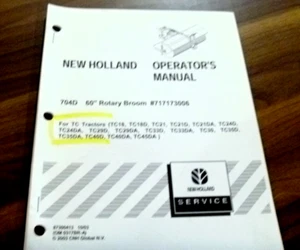 NEW HOLLAND OPERATOR'S
MANUAL
704D 60" Rotary Broom #717173006
For TC Tractors (TC18, TC18D, TC21, TC21D, TC21DA, TC24D,
TC24DA, TC29D, TC29DA, TC33D, TC33DA, TC35, TC35D,
TC35DA, TC40D, TC40DA, TC45DA)
NEW HOLLAND
SERVICE